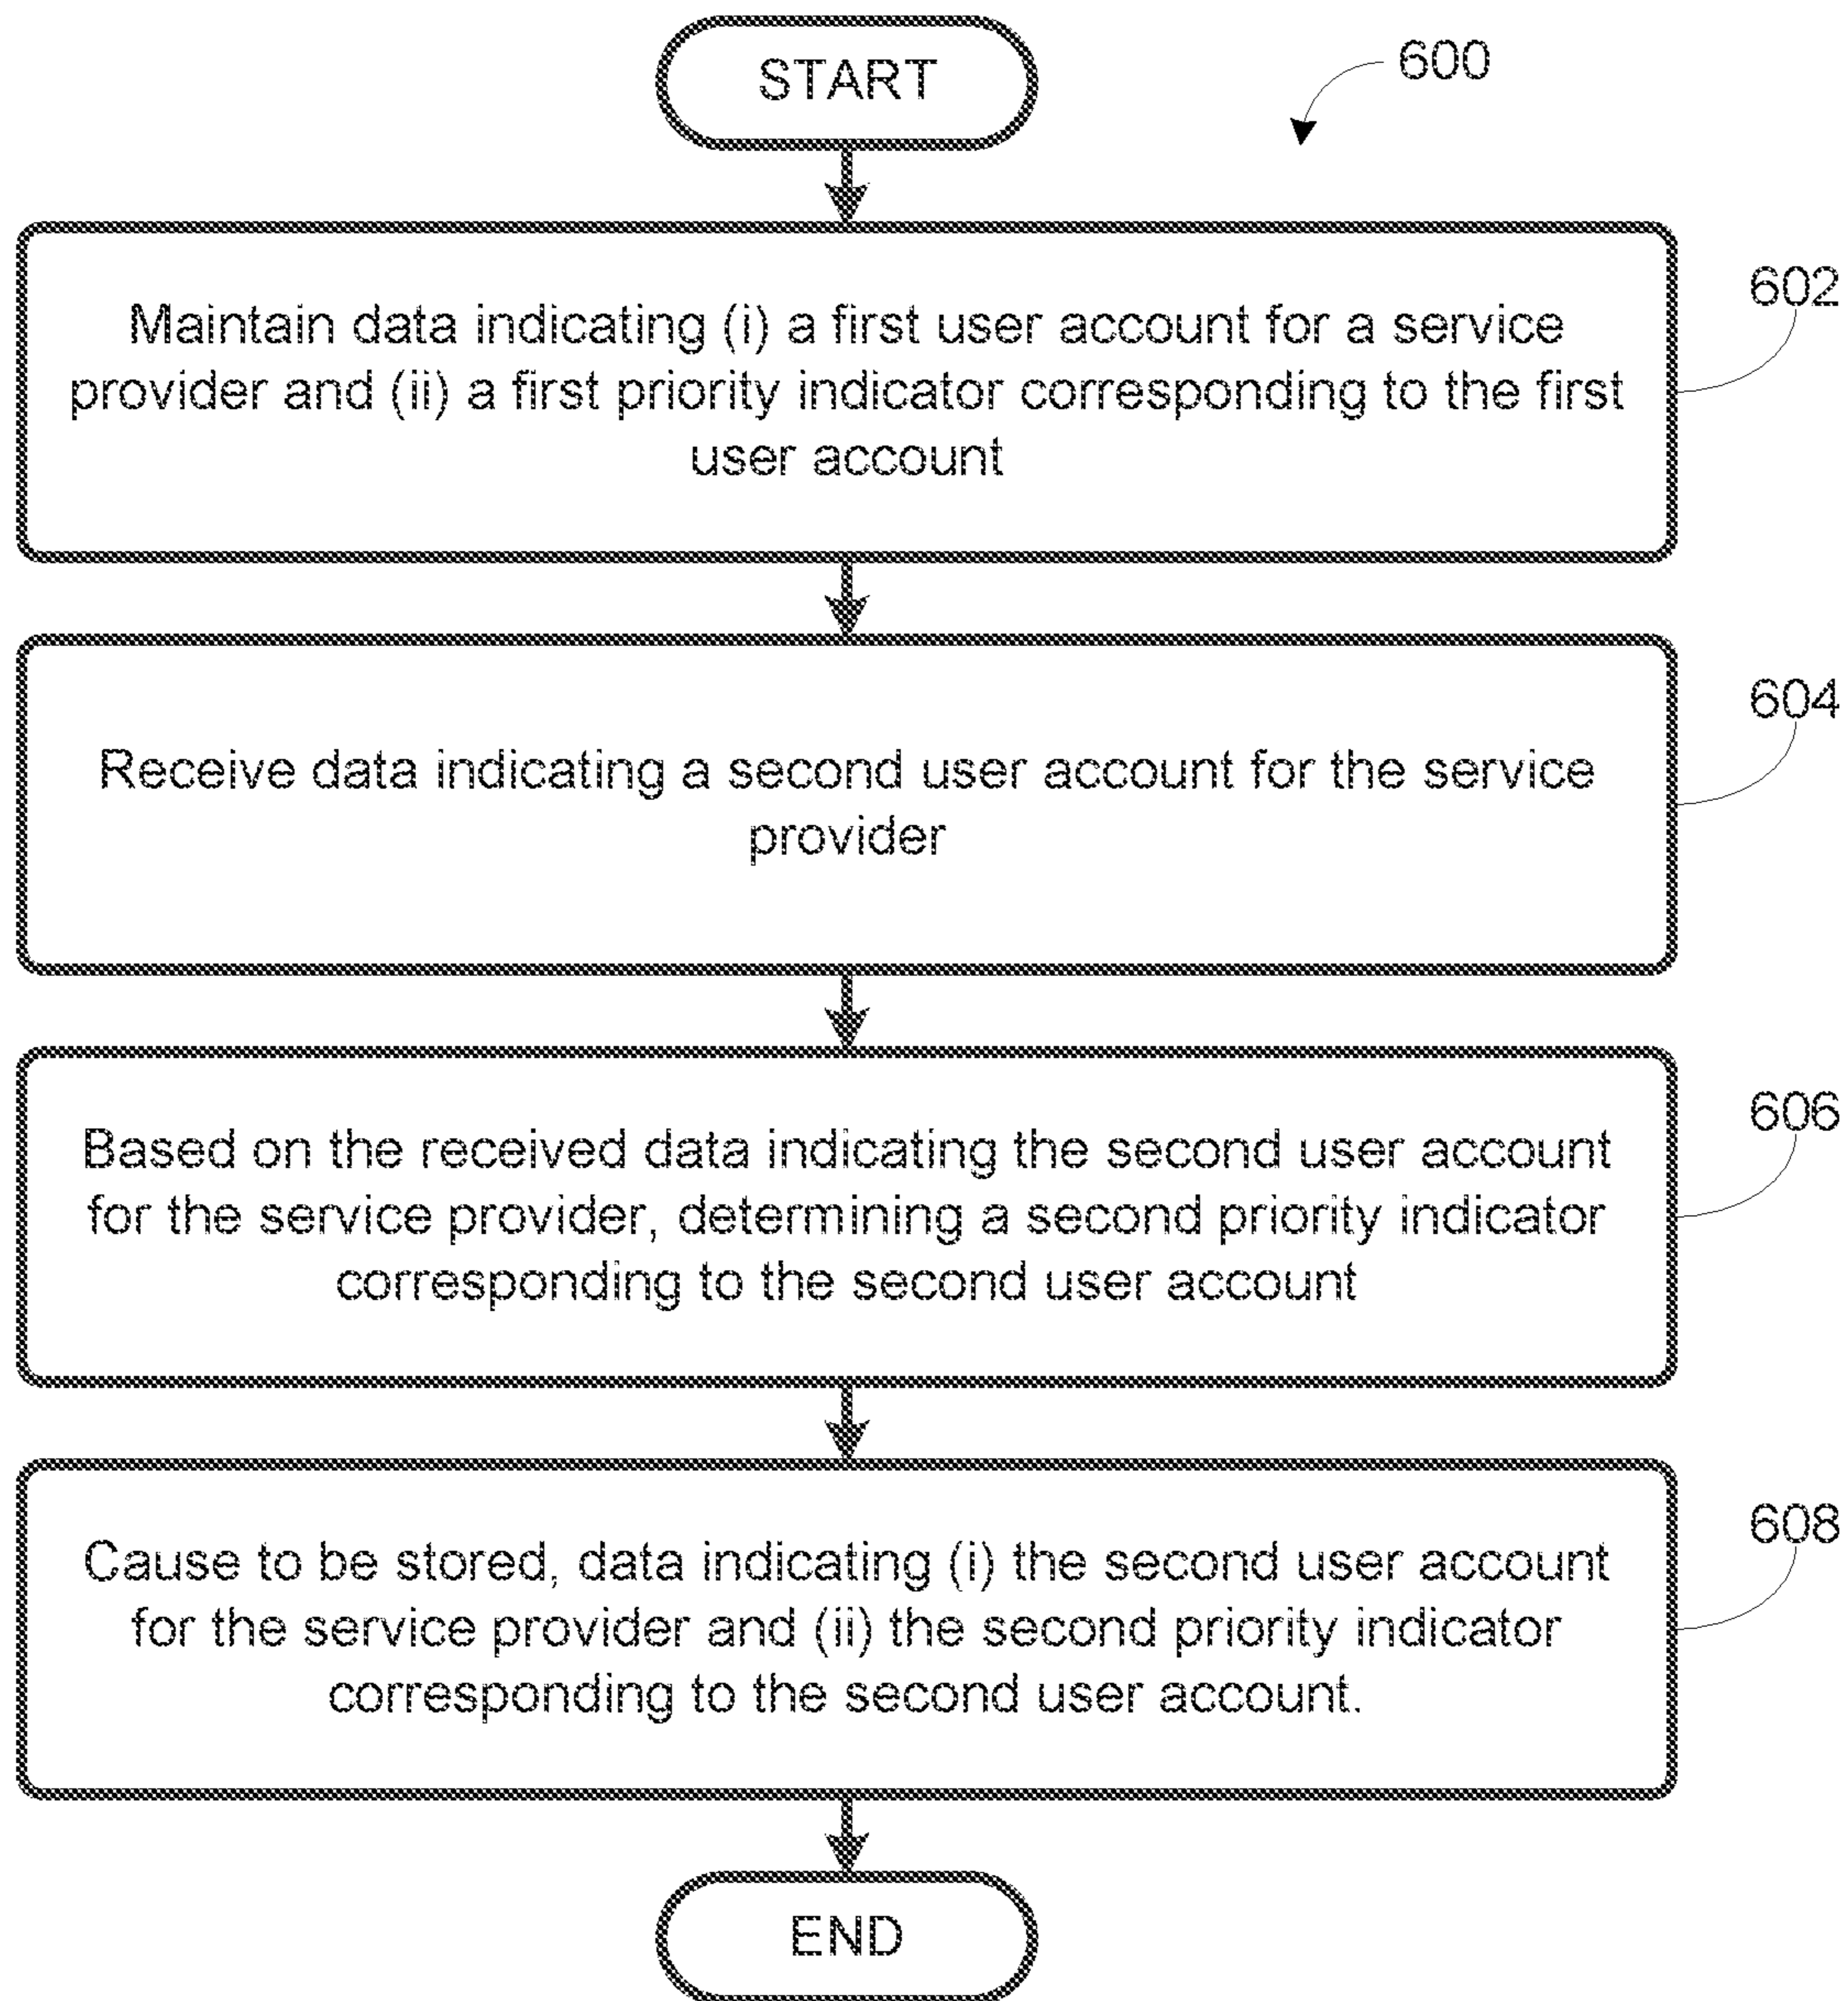 START
600
Maintain data indicating (i) a first user account for a service
provider and (ii) a first priority indicator corresponding to the first
user account
602
Receive data indicating a second user account for the service
provider
604
Based on the received data indicating the second user account
for the service provider, determining a second priority indicator
corresponding to the second user account
606
Cause to be stored, data indicating (i) the second user account
for the service provider and (ii) the second priority indicator
corresponding to the second user account.
608
END